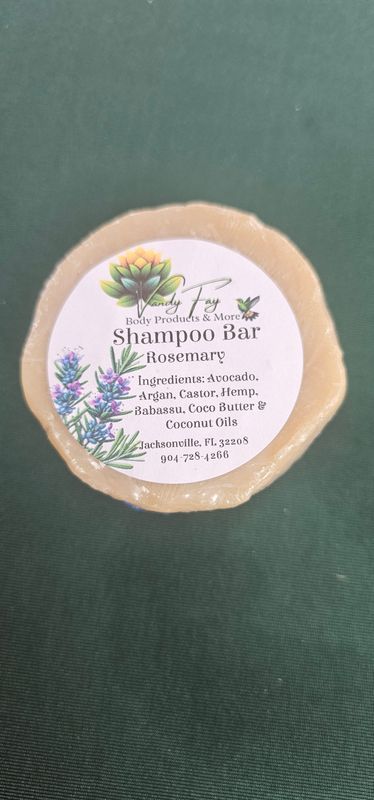 Vandy Fay
Body Products & More
Shampoo Bar
Rosemary
Ingredients: Avocado,
Argan, Castor, Hemp,
Babassu, Coco Butter &
Coconut Oils
Jacksonville, FL 32208
904-728-4266